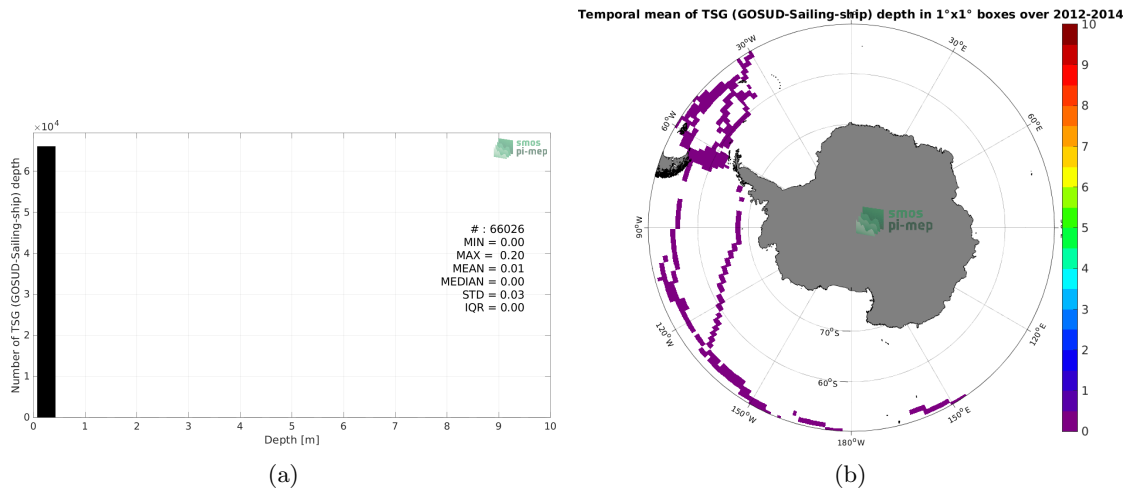 Temporal mean of TSG (GOSUD-Sailing-ship) depth in 1°x1° boxes over 2012-2014
×10⁴
6
5
4
3
2
1
0
Number of TSG (GOSUD-Sailing-ship) depth
smos
pi-mep
# : 66026
MIN = 0.00
MAX = 0.20
MEAN = 0.01
MEDIAN = 0.00
STD = 0.03
IQR = 0.00
0 1 2 3 4 5 6 7 8 9 10
Depth [m]
(a)
30°W
30°E
60°W
60°E
90°W
120°W
120°E
150°W
150°E
180°W
70°S
60°S
smos
pi-mep
10
9
8
7
6
5
4
3
2
1
0
(b)